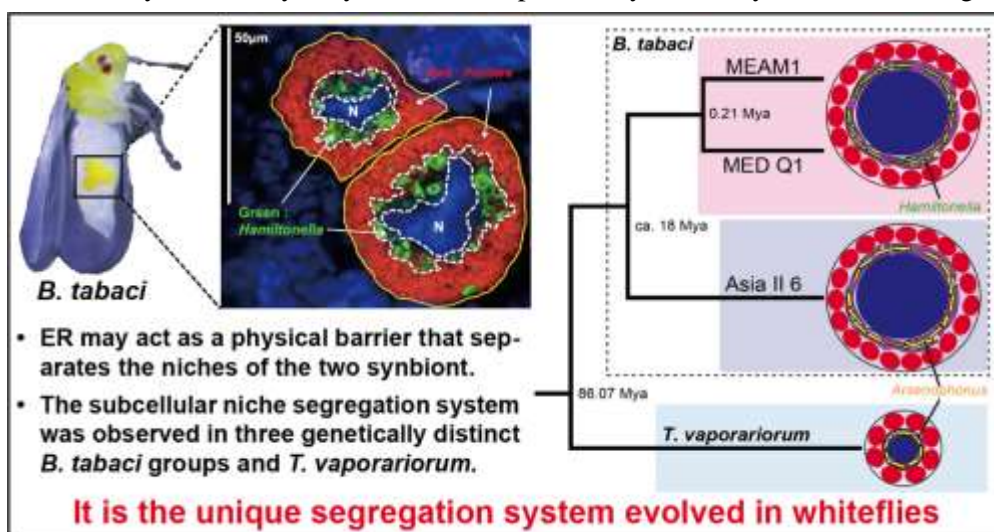 50µm
N
N
Green :
Hamiltonella
B. tabaci
• ER may act as a physical barrier that sep-
arates the niches of the two synbiont.
• The subcellular niche segregation system
was observed in three genetically distinct
B. tabaci groups and T. vaporariorum.
B. tabaci
MEAM1
0.21 Mya
MED Q1
Hamiltonella
ca. 18 Mya
Asia II 6
Arsenophonus
86.07 Mya
T. vaporariorum
It is the unique segregation system evolved in whiteflies